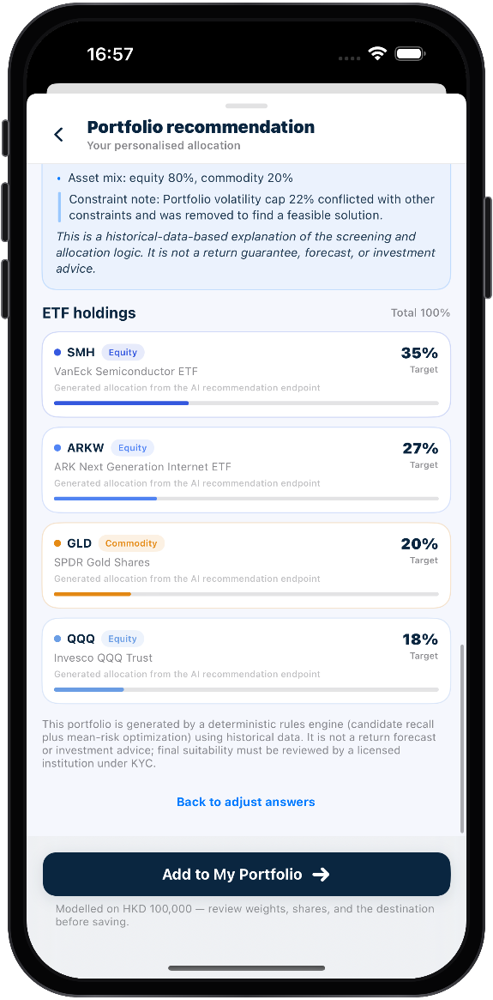 16:57
Portfolio recommendation
Your personalised allocation
• Asset mix: equity 80%, commodity 20%
Constraint note: Portfolio volatility cap 22% conflicted with other
constraints and was removed to find a feasible solution.
This is a historical-data-based explanation of the screening and
allocation logic. It is not a return guarantee, forecast, or investment
advice.
ETF holdings Total 100%
SMH Equity 35%
VanEck Semiconductor ETF Target
Generated allocation from the AI recommendation endpoint
ARKW Equity 27%
ARK Next Generation Internet ETF Target
Generated allocation from the AI recommendation endpoint
GLD Commodity 20%
SPDR Gold Shares Target
Generated allocation from the AI recommendation endpoint
QQQ Equity 18%
Invesco QQQ Trust Target
Generated allocation from the AI recommendation endpoint
This portfolio is generated by a deterministic rules engine (candidate recall
plus mean-risk optimization) using historical data. It is not a return forecast
or investment advice; final suitability must be reviewed by a licensed
institution under KYC.
Back to adjust answers
Add to My Portfolio →
Modelled on HKD 100,000 — review weights, shares, and the destination
before saving.